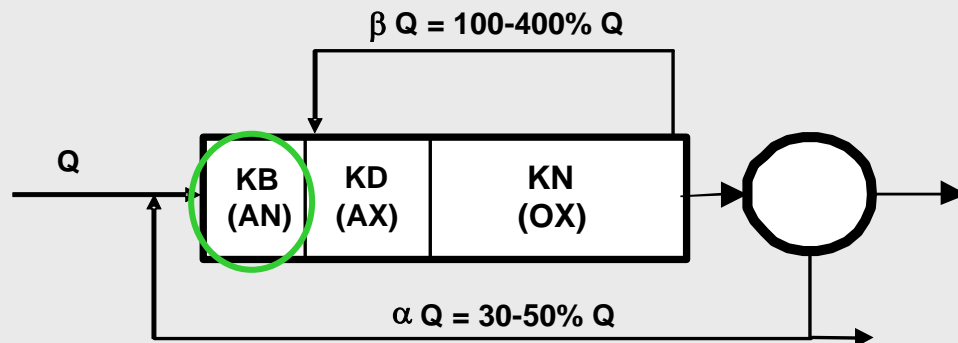 β Q = 100-400% Q
Q
KB
(AN)
KD
(AX)
KN
(OX)
α Q = 30-50% Q